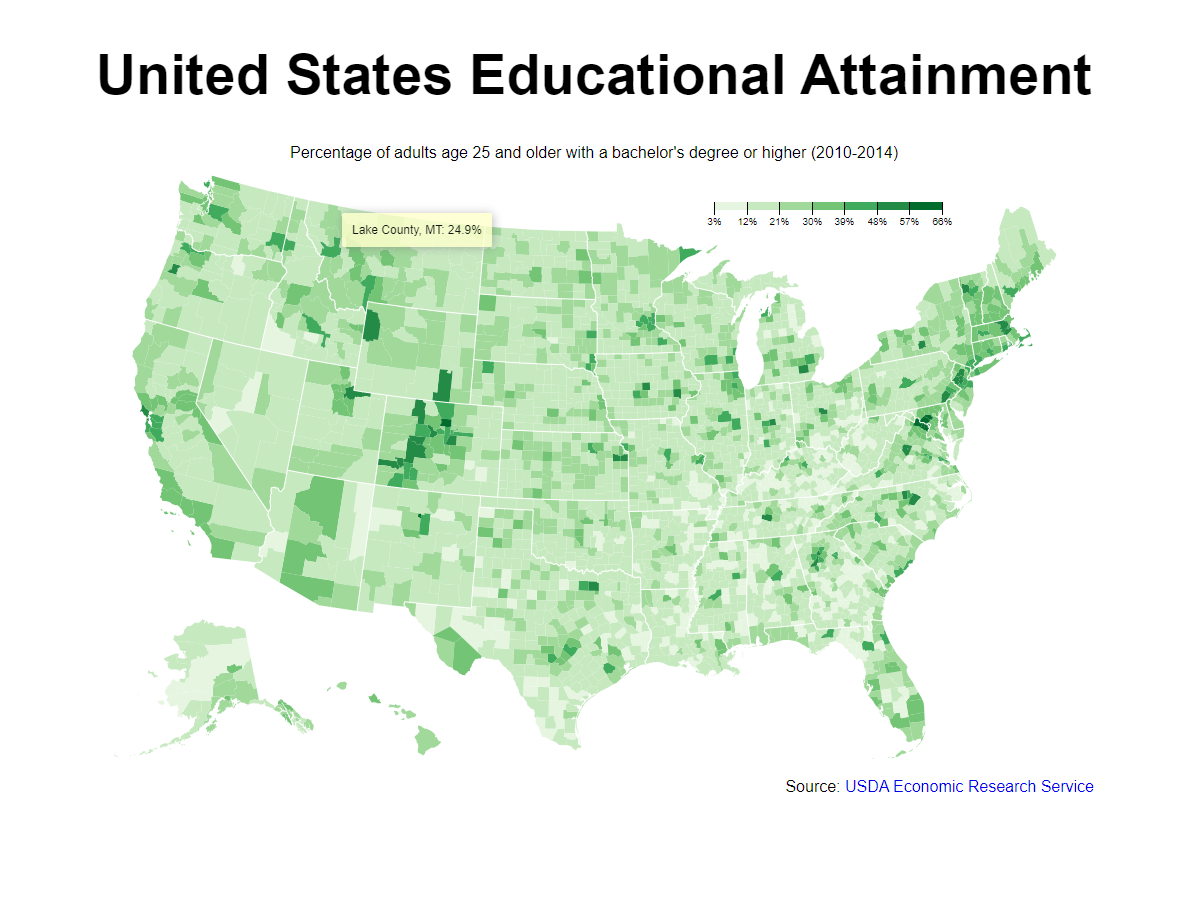 United States Educational Attainment
Percentage of adults age 25 and older with a bachelor's degree or higher (2010-2014)
3% 12% 21% 30% 39% 48% 57% 66%
Lake County, MT: 24.9%
Source: USDA Economic Research Service